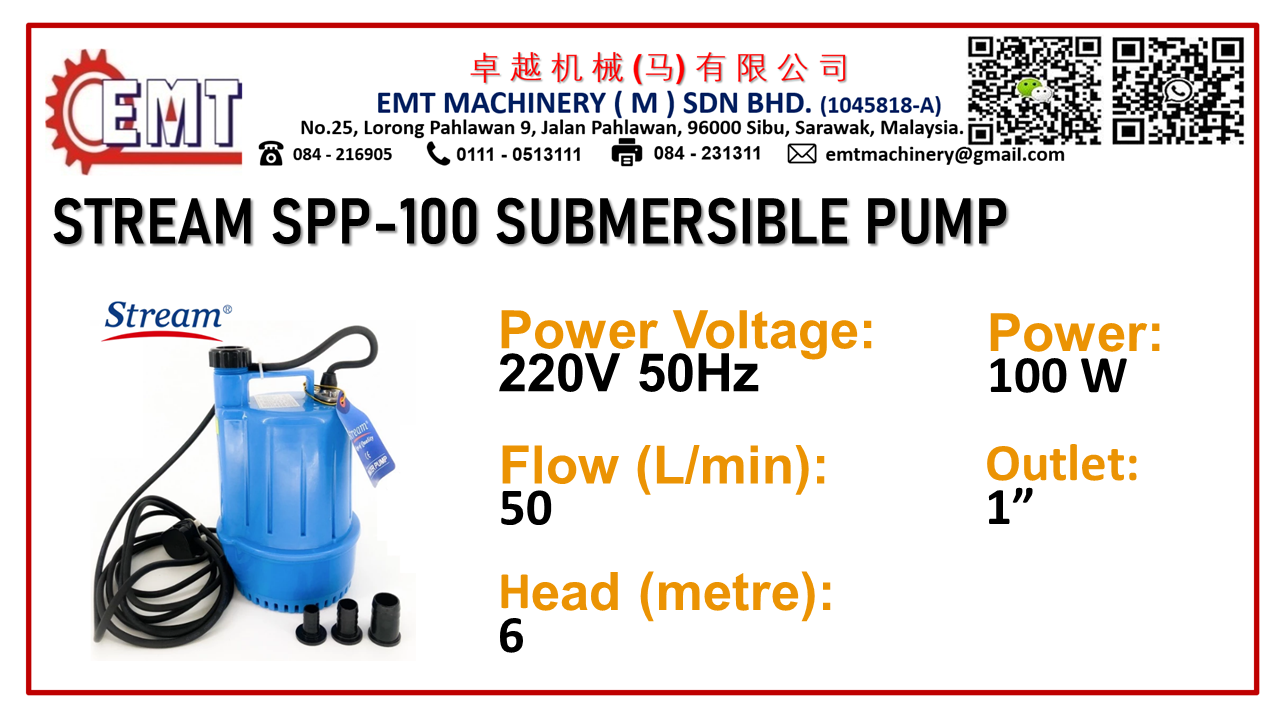 EMT
卓越机械(马)有限公司
EMT MACHINERY ( M ) SDN BHD. (1045818-A)
No.25, Lorong Pahlawan 9, Jalan Pahlawan, 96000 Sibu, Sarawak, Malaysia.
084 - 216905 0111 - 0513111 084 - 231311 emtmachinery@gmail.com
STREAM SPP-100 SUBMERSIBLE PUMP
Stream®
Power Voltage:
220V 50Hz
Power:
100 W
Flow (L/min):
50
Outlet:
1”
Head (metre):
6